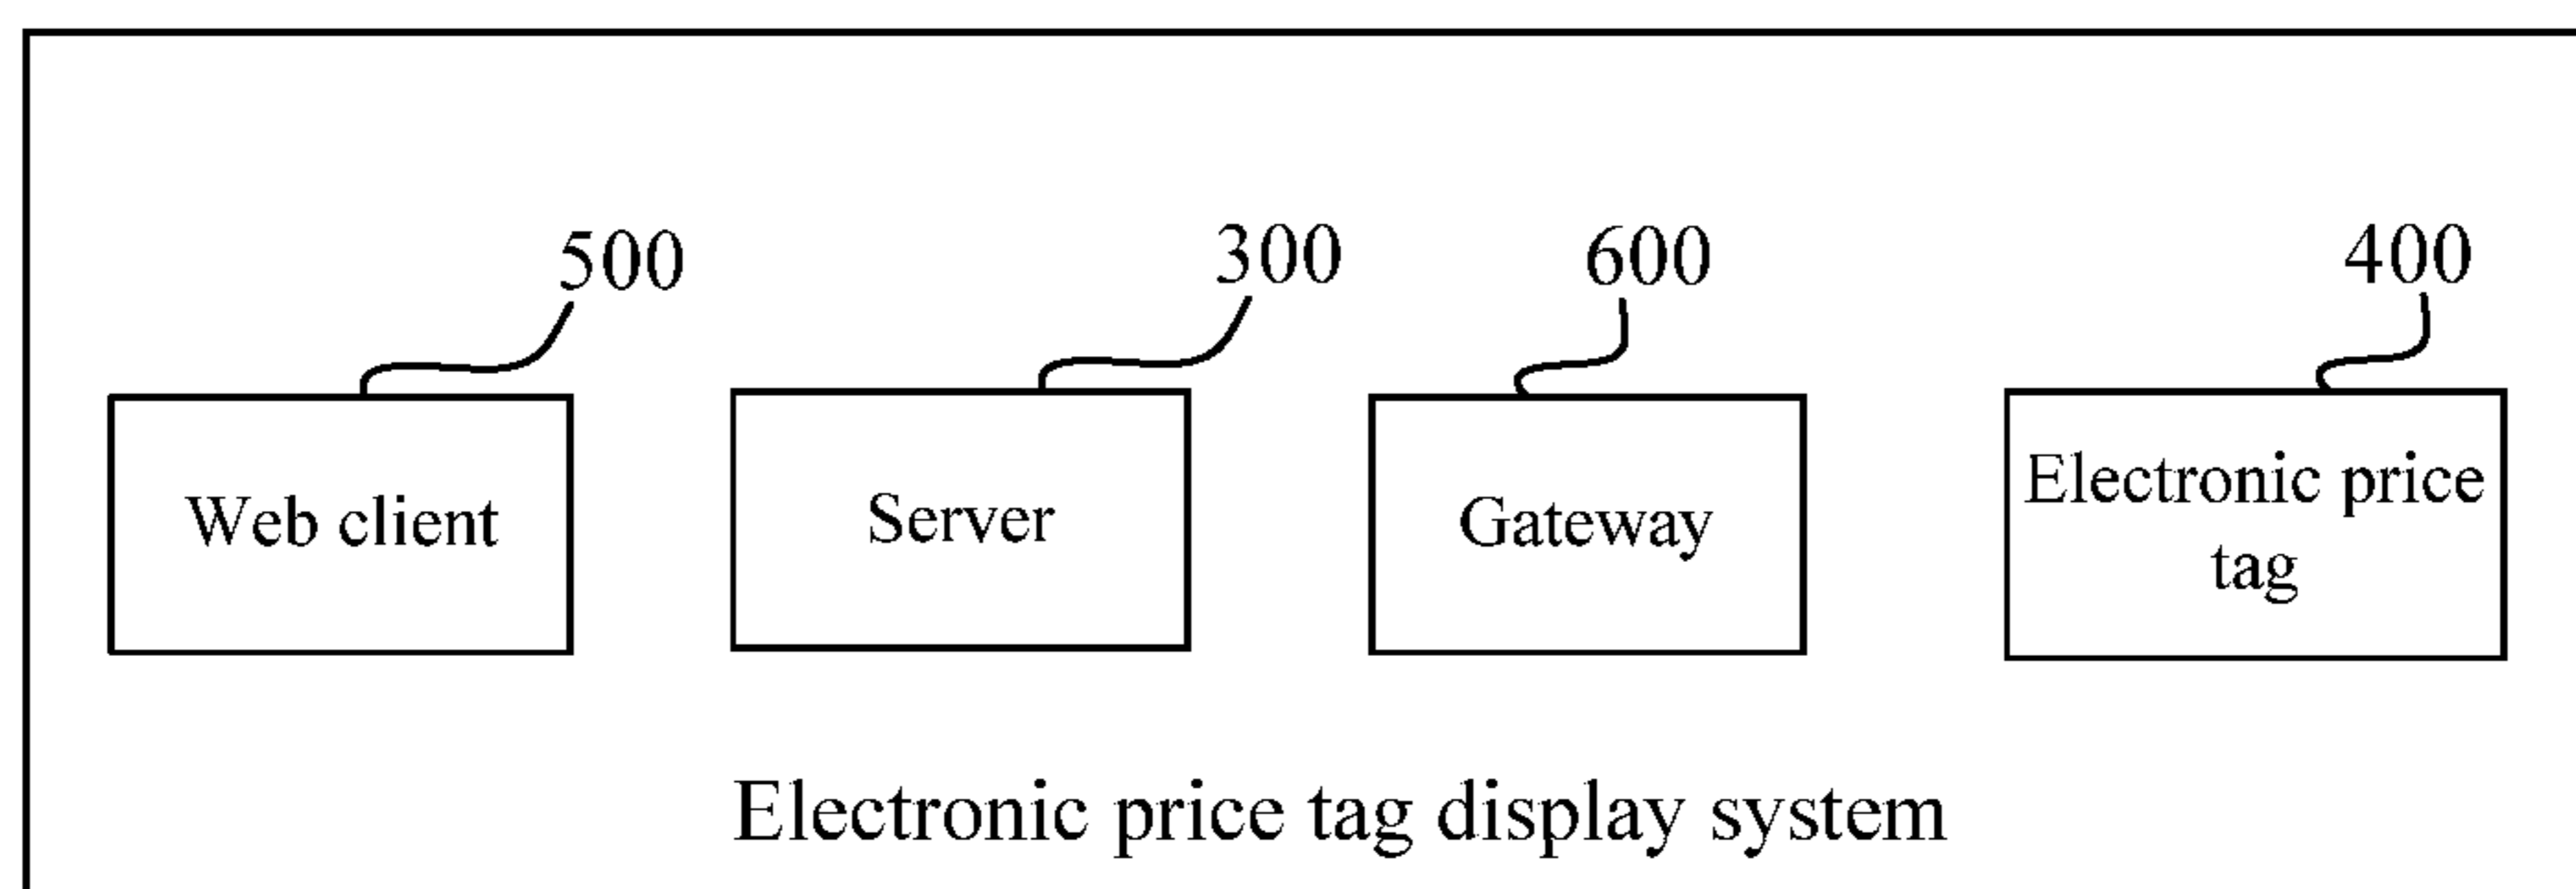 500
300
600
400
Web client
Server
Gateway
Electronic price
tag
Electronic price tag display system